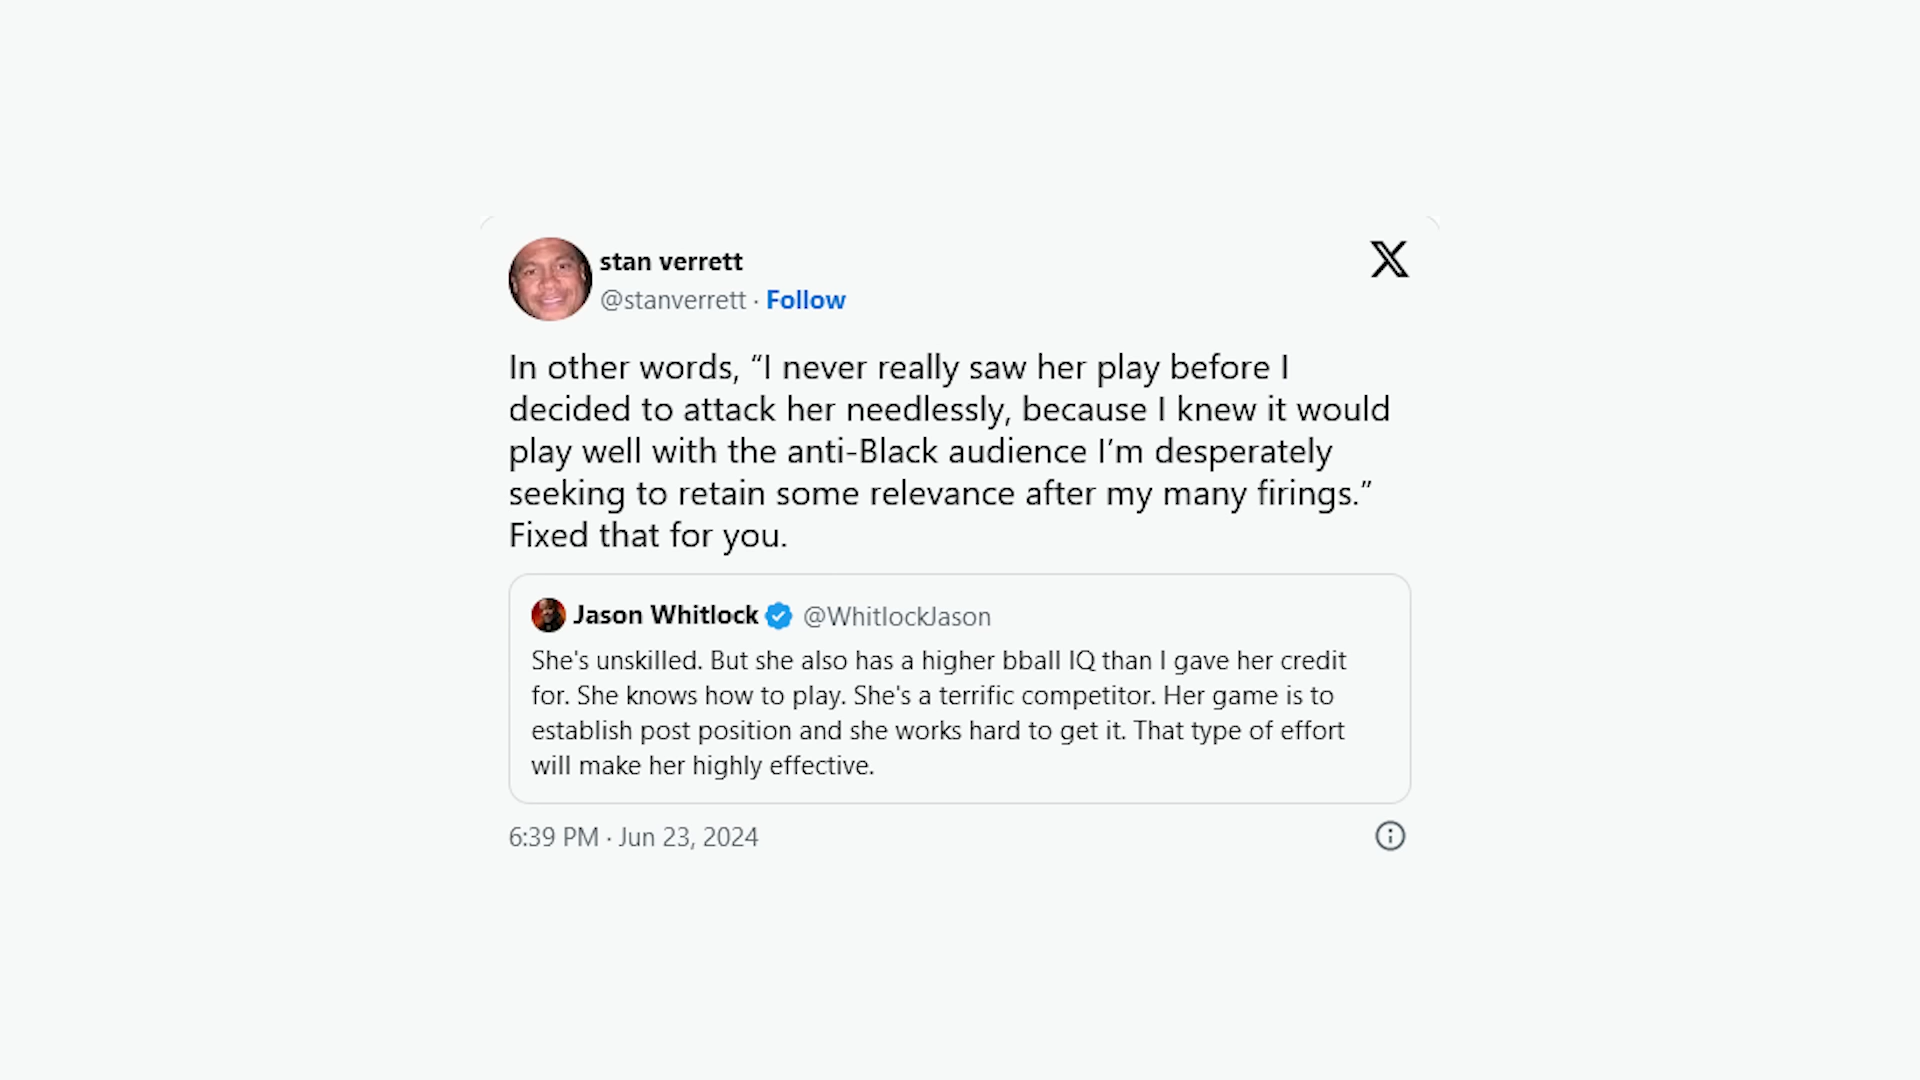 stan verrett
@stanverrett · Follow
In other words, “I never really saw her play before I
decided to attack her needlessly, because I knew it would
play well with the anti-Black audience I’m desperately
seeking to retain some relevance after my many firings.”
Fixed that for you.
Jason Whitlock @WhitlockJason
She's unskilled. But she also has a higher bball IQ than I gave her credit
for. She knows how to play. She's a terrific competitor. Her game is to
establish post position and she works hard to get it. That type of effort
will make her highly effective.
6:39 PM · Jun 23, 2024